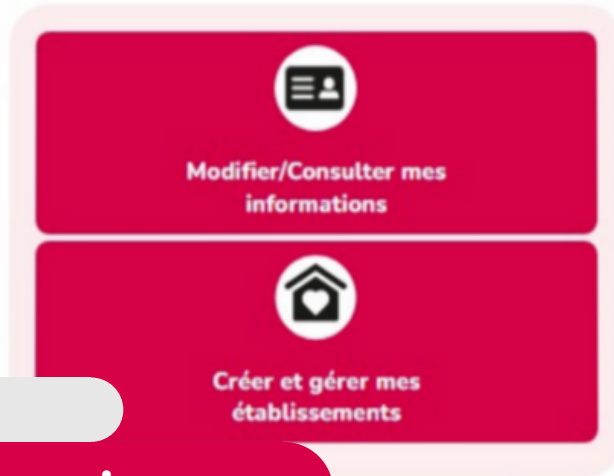 Modifier/Consulter mes
informations
Créer et gérer mes
établissements